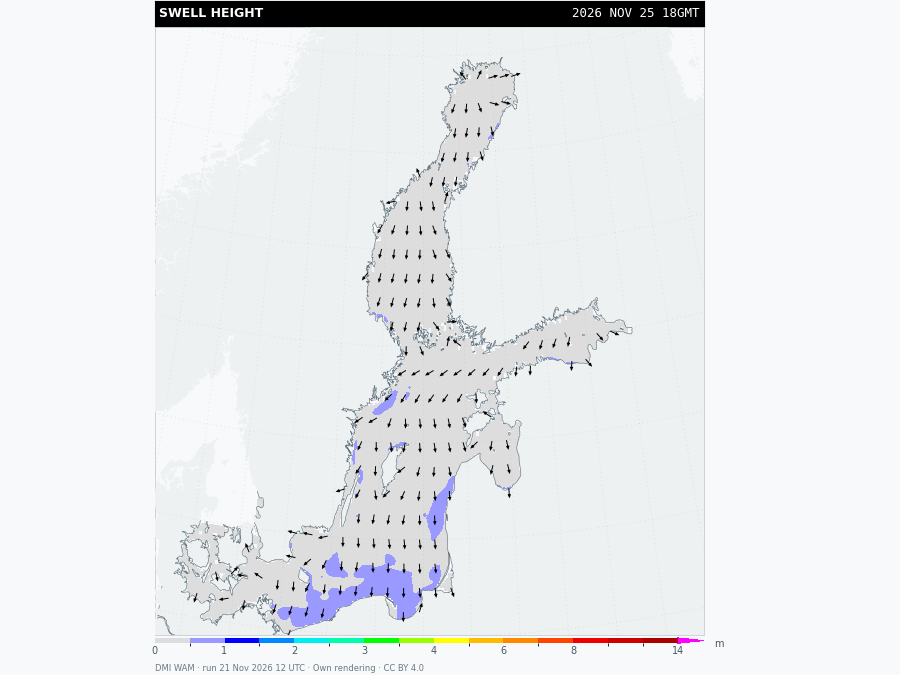 SWELL HEIGHT 2026 NOV 25 18GMT
0 1 2 3 4 6 8 14 m
DMI WAM · run 21 Nov 2026 12 UTC · Own rendering · CC BY 4.0